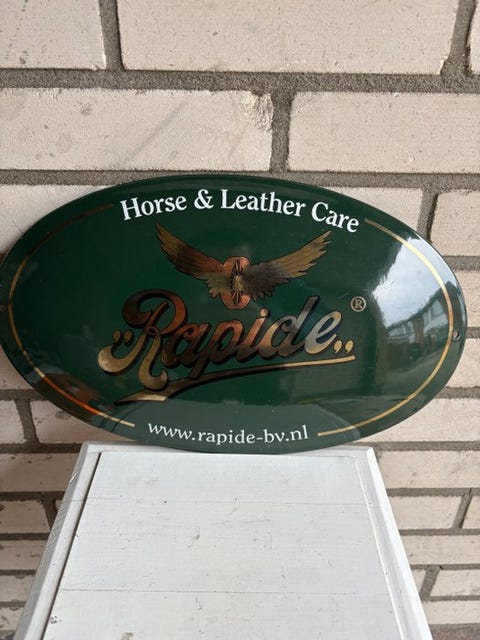 Horse & Leather Care
„Rapide„ ®
www.rapide-bv.nl